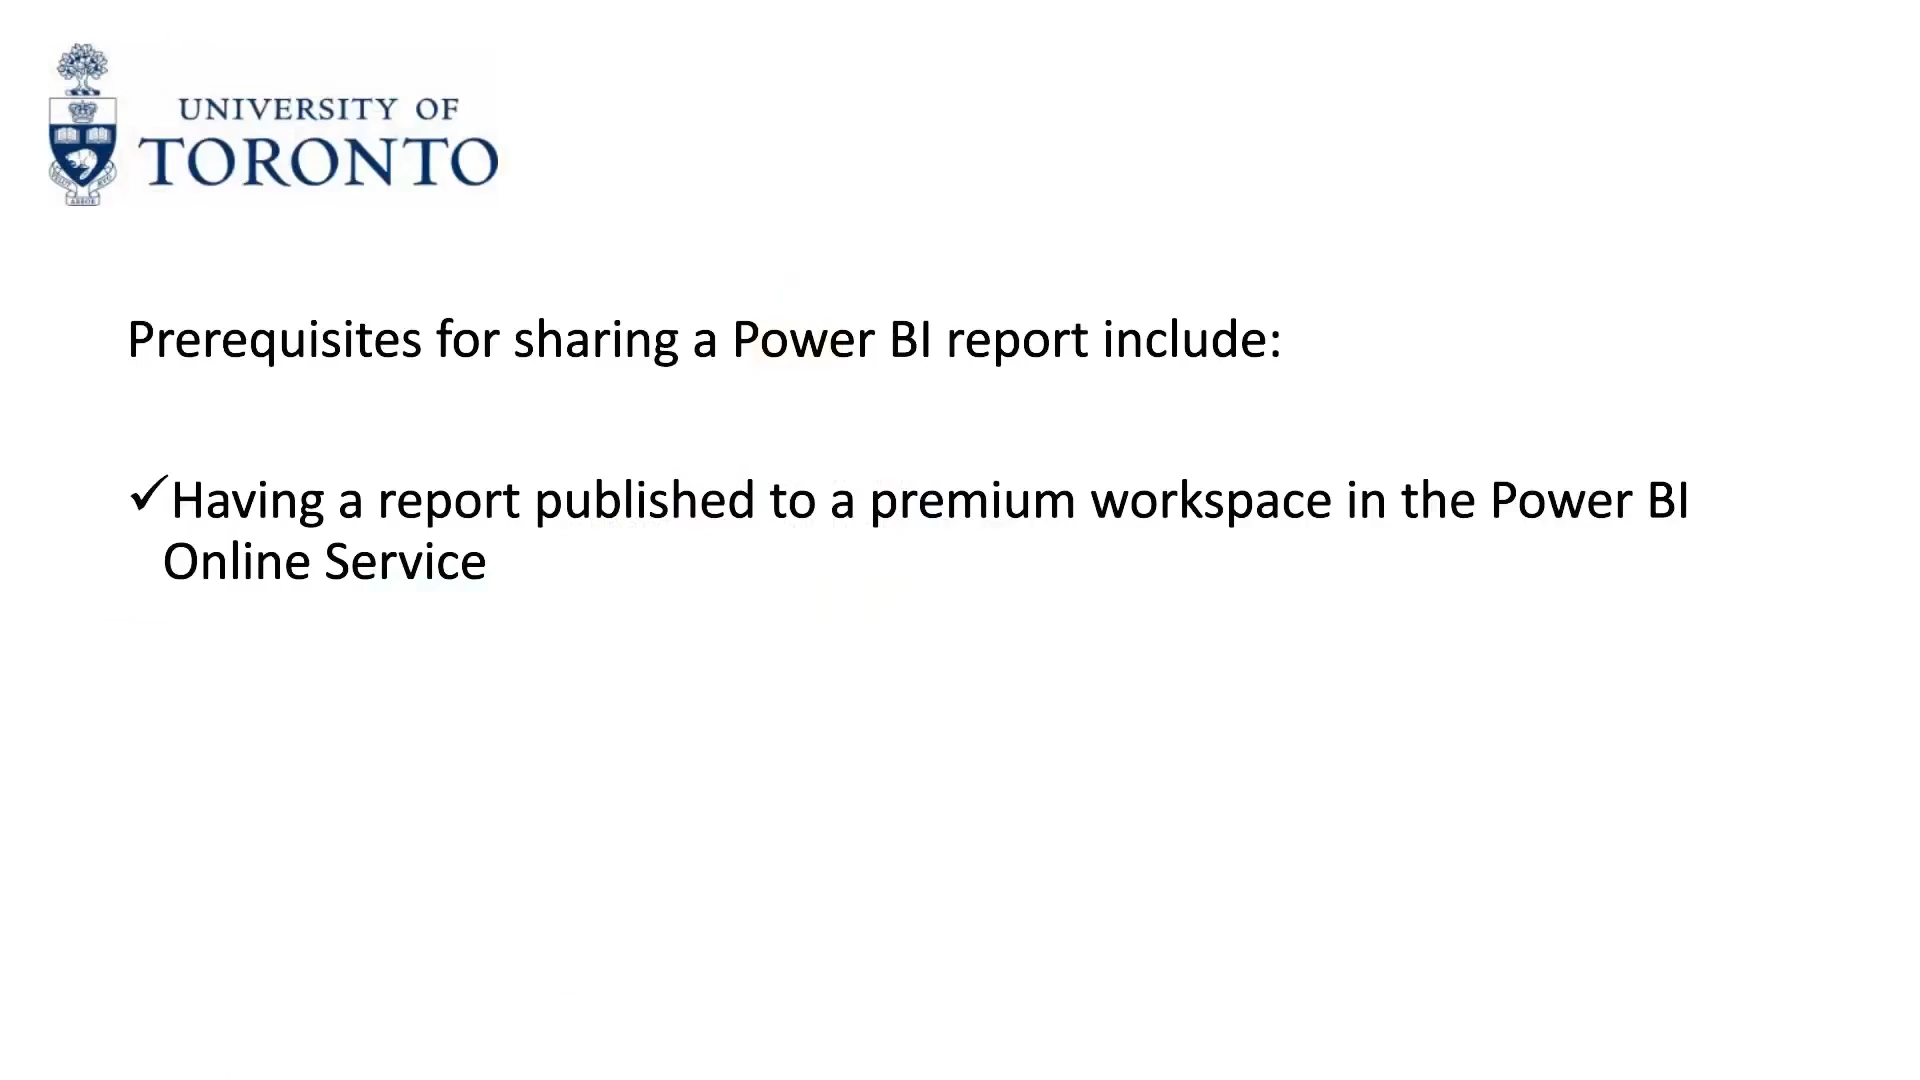 UNIVERSITY OF
TORONTO
Prerequisites for sharing a Power BI report include:
✓Having a report published to a premium workspace in the Power BI
Online Service